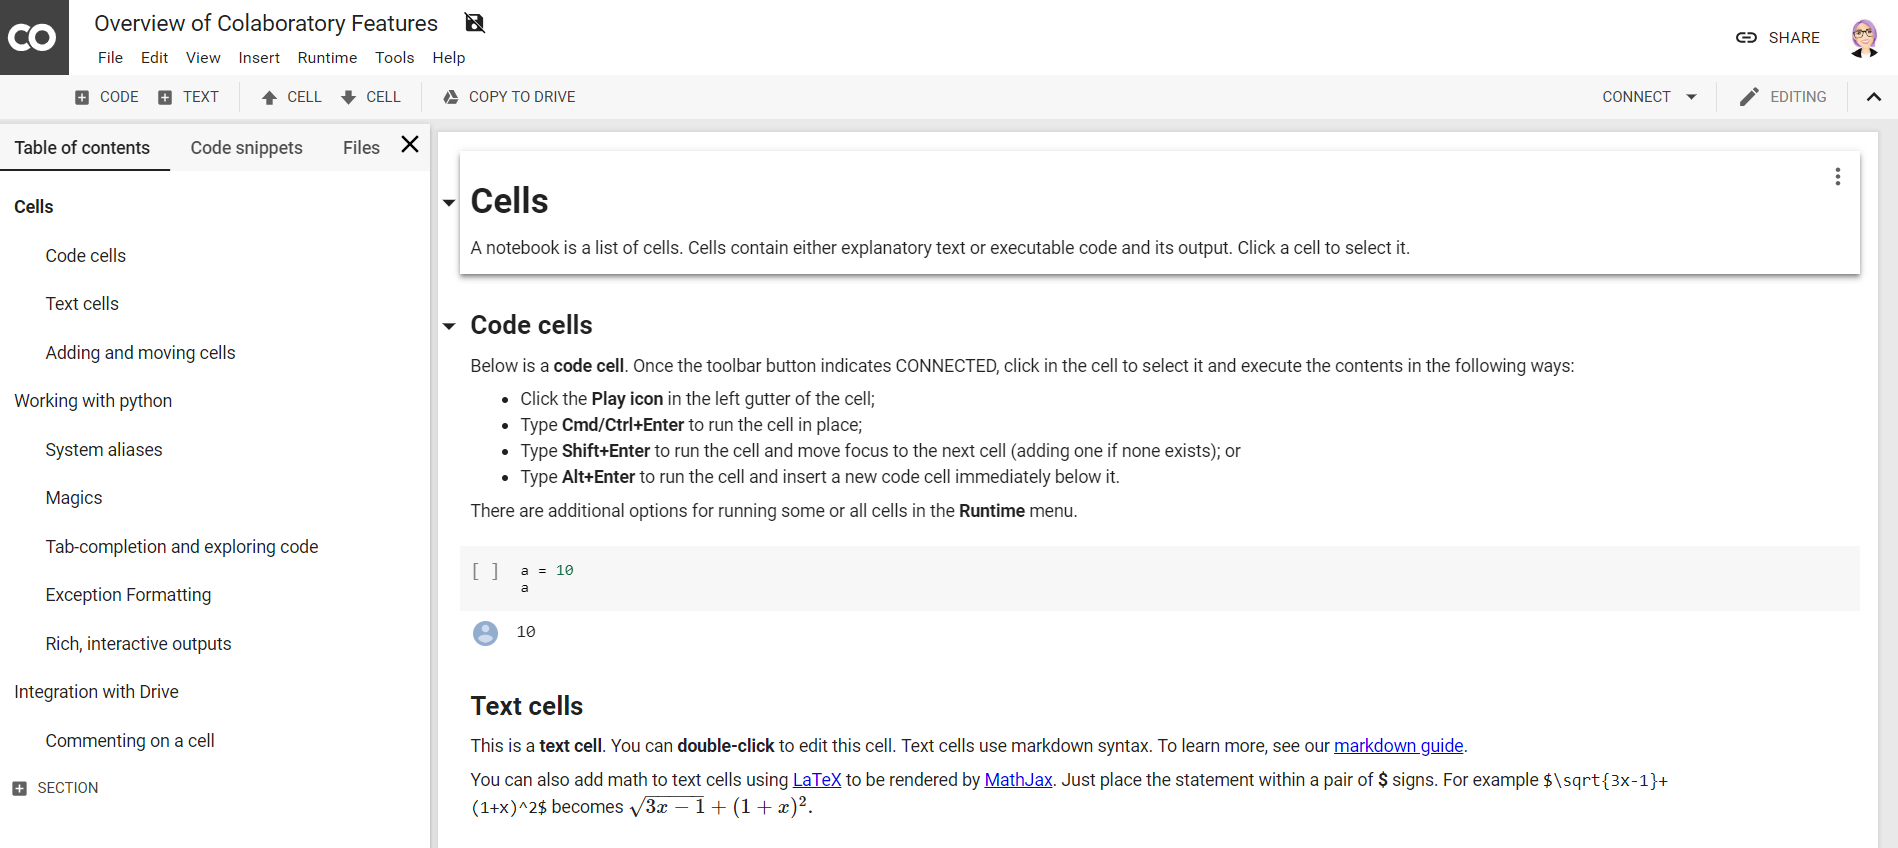 CO
Overview of Colaboratory Features
File Edit View Insert Runtime Tools Help
SHARE
CODE TEXT CELL CELL COPY TO DRIVE
CONNECT EDITING
Table of contents Code snippets Files
Cells
Code cells
Text cells
Adding and moving cells
Working with python
System aliases
Magics
Tab-completion and exploring code
Exception Formatting
Rich, interactive outputs
Integration with Drive
Commenting on a cell
SECTION
Cells
A notebook is a list of cells. Cells contain either explanatory text or executable code and its output. Click a cell to select it.
Code cells
Below is a code cell. Once the toolbar button indicates CONNECTED, click in the cell to select it and execute the contents in the following ways:
• Click the Play icon in the left gutter of the cell;
• Type Cmd/Ctrl+Enter to run the cell in place;
• Type Shift+Enter to run the cell and move focus to the next cell (adding one if none exists); or
• Type Alt+Enter to run the cell and insert a new code cell immediately below it.
There are additional options for running some or all cells in the Runtime menu.
[ ] a = 10
a
10
Text cells
This is a text cell. You can double-click to edit this cell. Text cells use markdown syntax. To learn more, see our markdown guide.
You can also add math to text cells using LaTeX to be rendered by MathJax. Just place the statement within a pair of $ signs. For example $\sqrt{3x-1}+
(1+x)^2$ becomes √3x − 1 + (1 + x)².